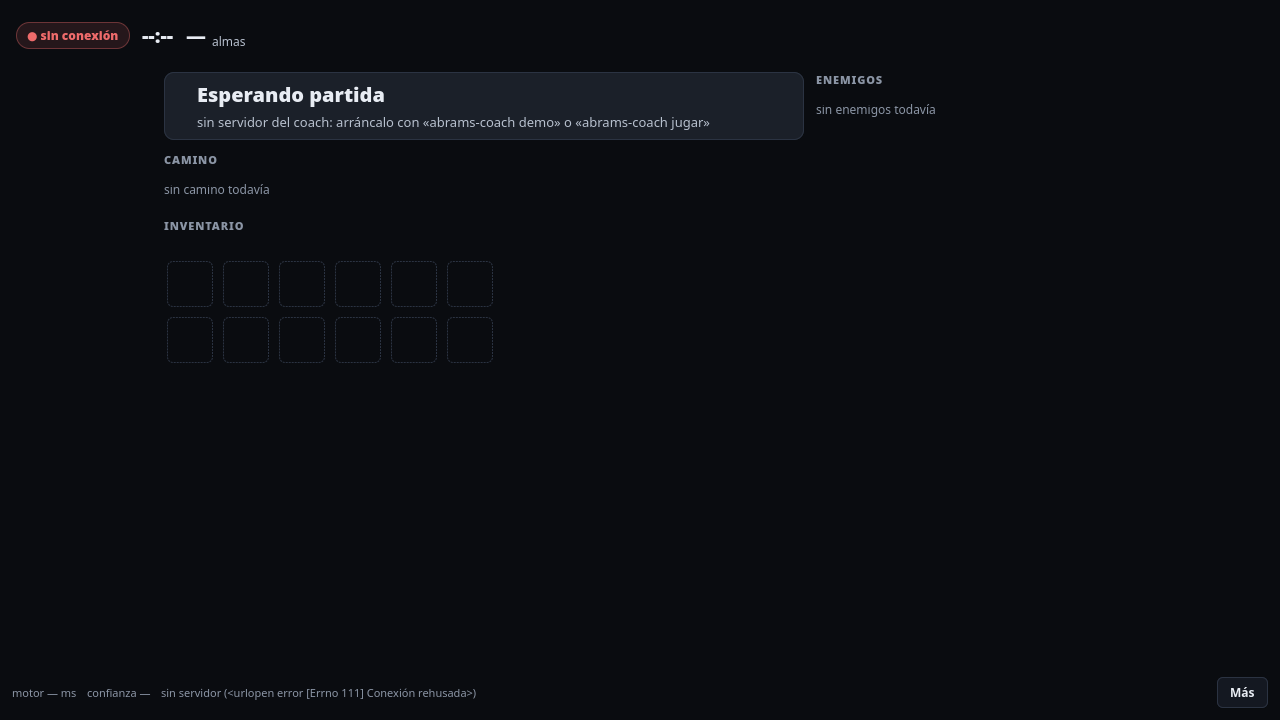 ● sin conexión --:-- — almas
Esperando partida
sin servidor del coach: arráncalo con «abrams-coach demo» o «abrams-coach jugar»
ENEMIGOS
sin enemigos todavía
CAMINO
sin camino todavía
INVENTARIO
motor — ms confianza — sin servidor (<urlopen error [Errno 111] Conexión rehusada>)
Más